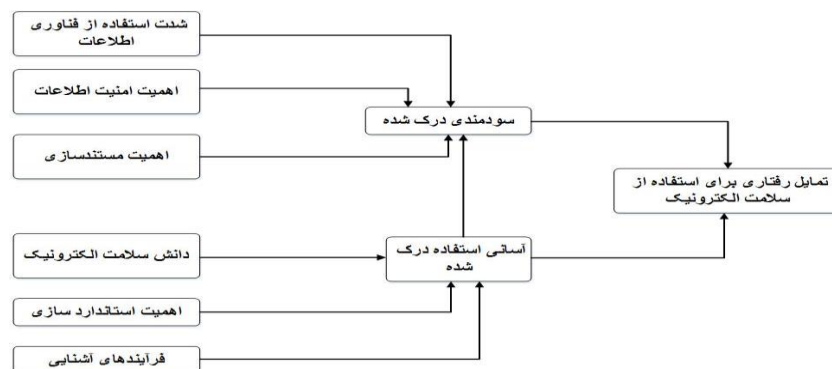 شدت استفاده از فناوری
اطلاعات
اهمیت امنیت اطلاعات
سودمندی درک شده
اهمیت مستندسازی
تمایل رفتاری برای استفاده از
سلامت الکترونیک
دانش سلامت الکترونیک
آسانی استفاده درک
شده
اهمیت استاندارد سازی
فرآیندهای آشنایی